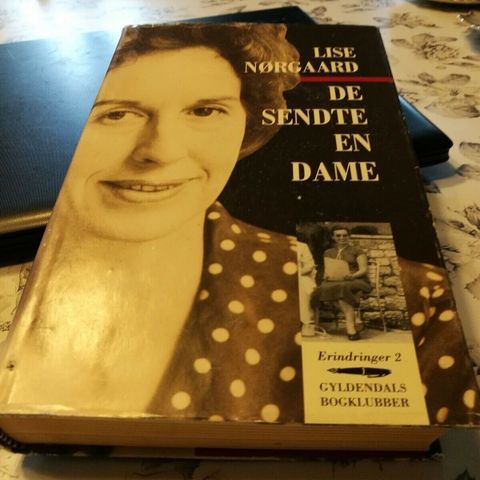 LISE
NØRGAARD
DE
SENDTE
EN
DAME
Erindringer 2
GYLDENDALS
BOGKLUBBER